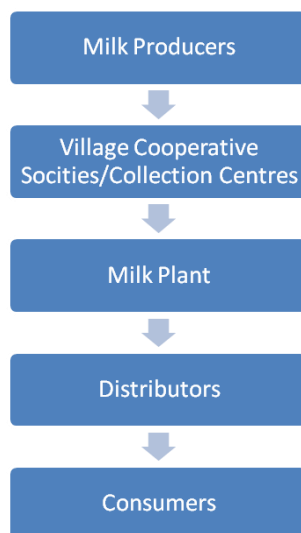 Milk Producers
Village Cooperative
Socities/Collection Centres
Milk Plant
Distributors
Consumers